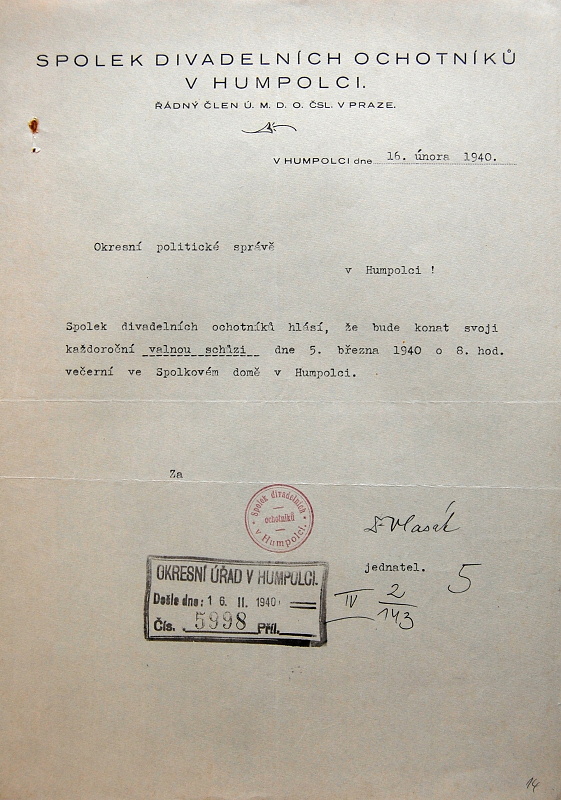 SPOLEK DIVADELNÍCH OCHOTNÍKŮ
V HUMPOLCI.
ŘÁDNÝ ČLEN Ú. M. D. O. ČSL. V PRAZE.
V HUMPOLCI dne 16. února 1940.
Okresní politické správě
v Humpolci !
Spolek divadelních ochotníků hlásí, že bude konat svoji
každoroční valnou schůzi dne 5. března 1940 o 8. hod.
večerní ve Spolkovém domě v Humpolci.
Za
Spolek divadelních
ochotníků
v Humpolci.
Vlasák
jednatel.
5
OKRESNÍ ÚŘAD V HUMPOLCI.
Došlo dne: 16. II. 1940
Čís. 5998 Příl.
IV 2
143
14